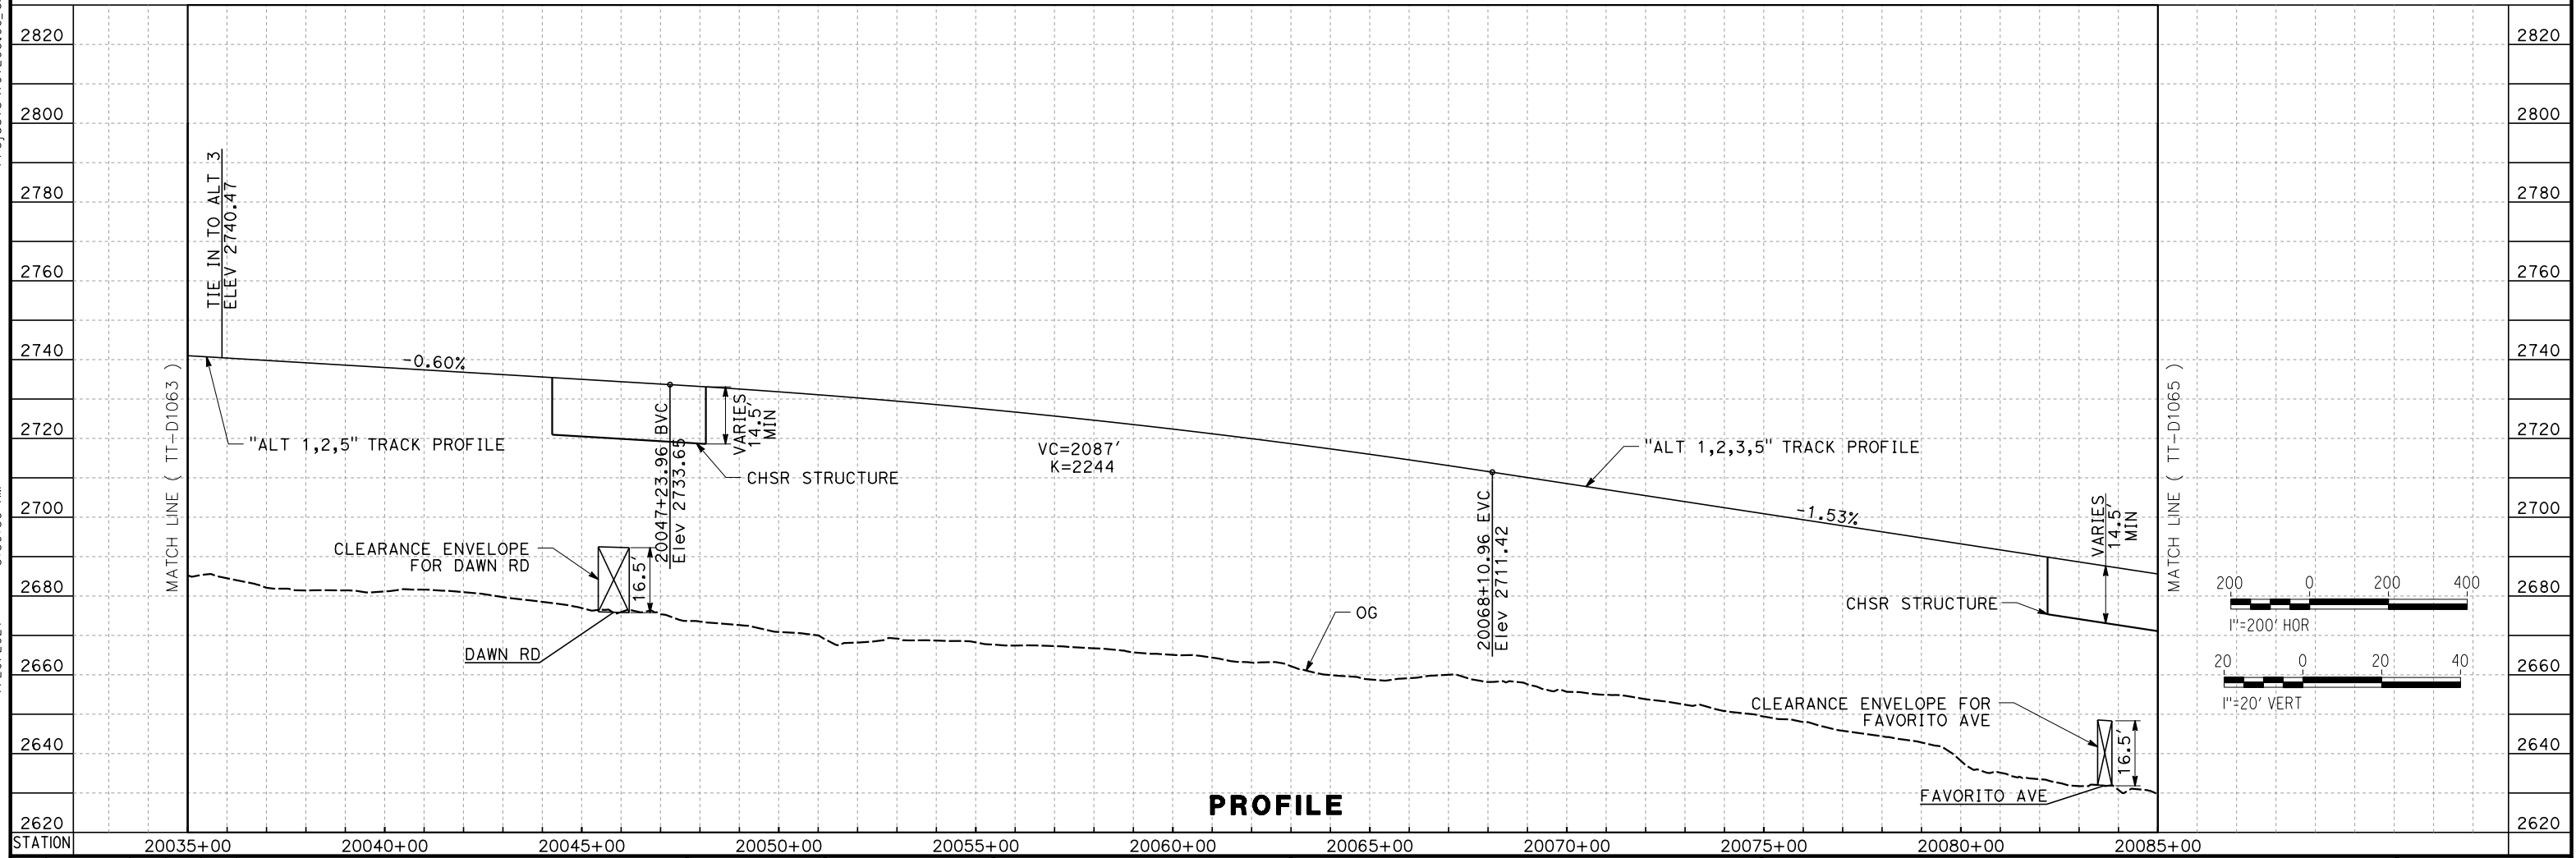 2820
2800
2780
2760
2740
2720
2700
2680
2660
2640
2620
STATION
TIE IN TO ALT 3
ELEV 2740.47
MATCH LINE ( TT-D1063 )
-0.60%
"ALT 1,2,5" TRACK PROFILE
VARIES
14.5'
MIN
CHSR STRUCTURE
20047+23.96 BVC
Elev 2733.65
CLEARANCE ENVELOPE
FOR DAWN RD
16.5'
DAWN RD
VC=2087'
K=2244
OG
20068+10.96 EVC
Elev 2711.42
"ALT 1,2,3,5" TRACK PROFILE
-1.53%
VARIES
14.5'
MIN
CHSR STRUCTURE
CLEARANCE ENVELOPE FOR
FAVORITO AVE
16.5'
FAVORITO AVE
MATCH LINE ( TT-D1065 )
PROFILE
20035+00 20040+00 20045+00 20050+00 20055+00 20060+00 20065+00 20070+00 20075+00 20080+00 20085+00
200 0 200 400
1"=200' HOR
20 0 20 40
1"=20' VERT
2820
2800
2780
2760
2740
2720
2700
2680
2660
2640
2620